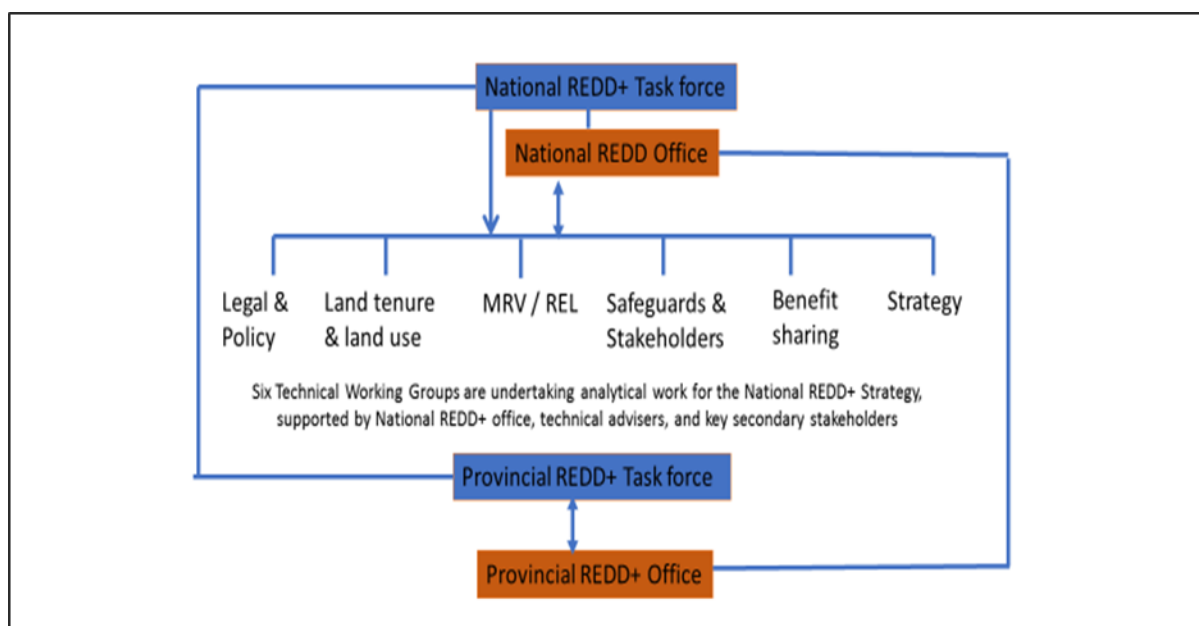 National REDD+ Task force
National REDD Office
Legal &
Policy
Land tenure
& land use
MRV / REL
Safeguards &
Stakeholders
Benefit
sharing
Strategy
Six Technical Working Groups are undertaking analytical work for the National REDD+ Strategy,
supported by National REDD+ office, technical advisers, and key secondary stakeholders
Provincial REDD+ Task force
Provincial REDD+ Office